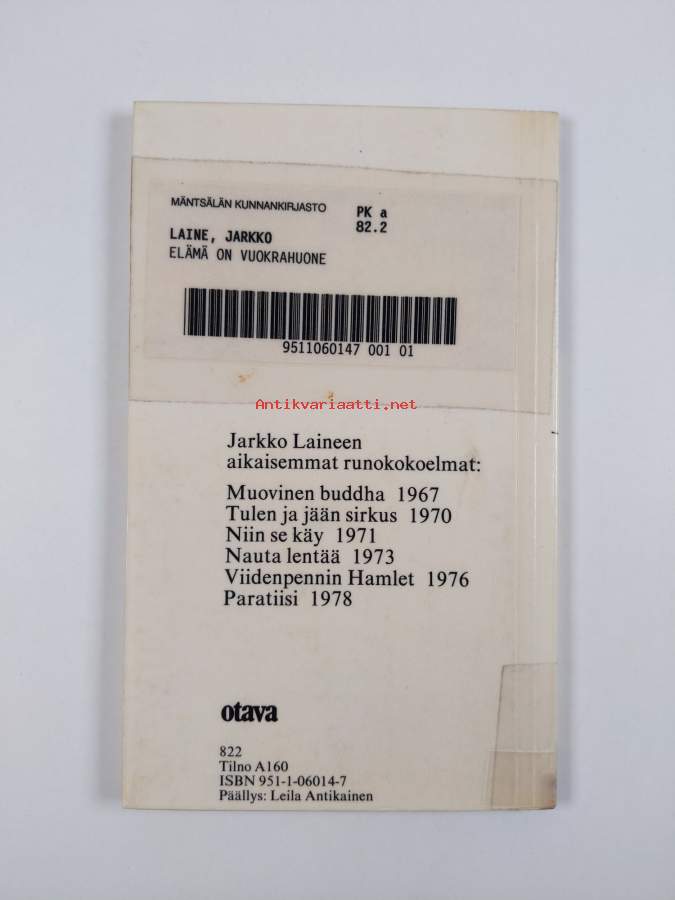 MÄNTSÄLÄN KUNNANKIRJASTO
PK a
82.2
LAINE, JARKKO
ELÄMÄ ON VUOKRAHUONE
9511060147 001 01
Antikvariaatti.net
Jarkko Laineen
aikaisemmat runokokoelmat:
Muovinen buddha 1967
Tulen ja jään sirkus 1970
Niin se käy 1971
Nauta lentää 1973
Viidenpennin Hamlet 1976
Paratiisi 1978
otava
822
Tilno A160
ISBN 951-1-06014-7
Päällys: Leila Antikainen